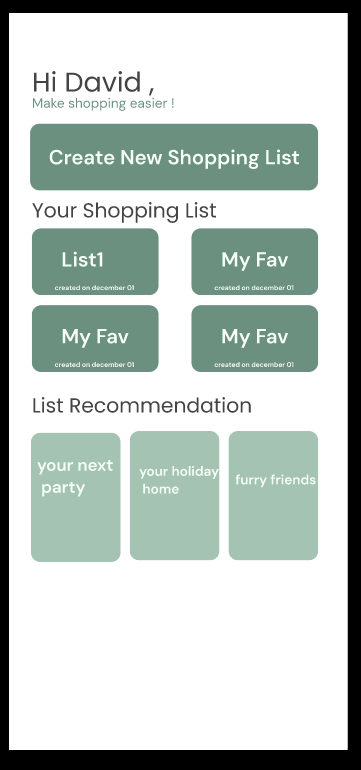 Hi David ,
Make shopping easier !
Create New Shopping List
Your Shopping List
List1
created on december 01
My Fav
created on december 01
My Fav
created on december 01
My Fav
created on december 01
List Recommendation
your next
party
your holiday
home
furry friends